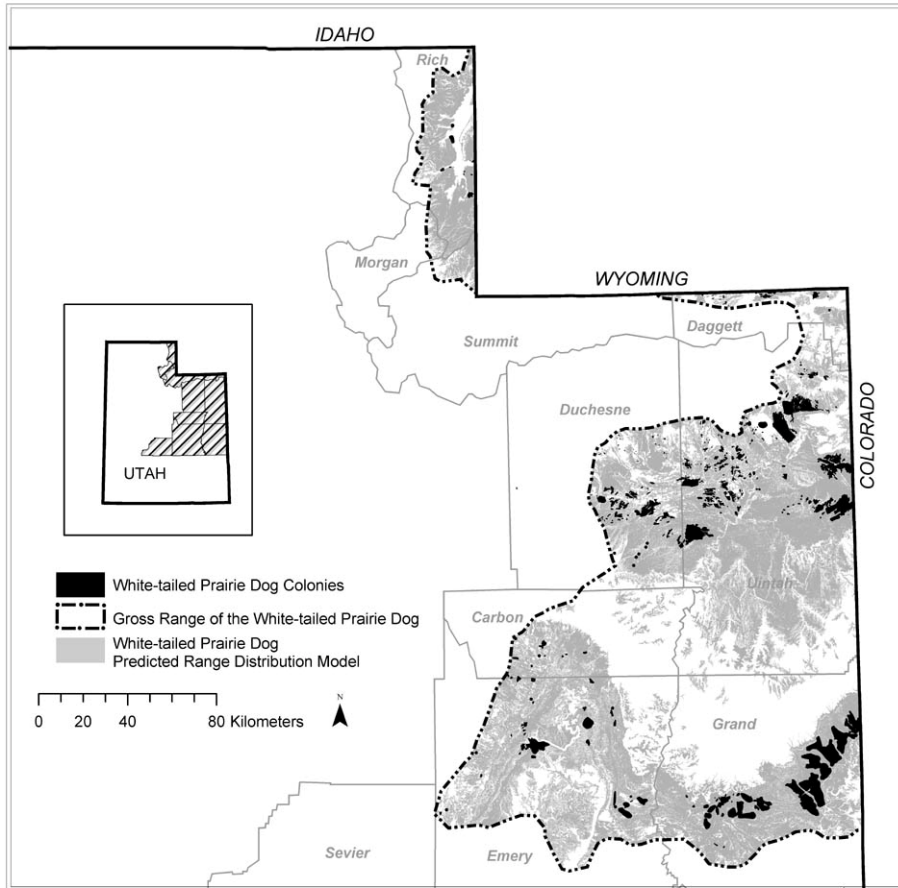 IDAHO
Rich
Morgan
WYOMING
Summit
Daggett
Duchesne
COLORADO
UTAH
Uintah
White-tailed Prairie Dog Colonies
Gross Range of the White-tailed Prairie Dog
White-tailed Prairie Dog
Predicted Range Distribution Model
Carbon
N
0 20 40 80 Kilometers
Grand
Sevier
Emery